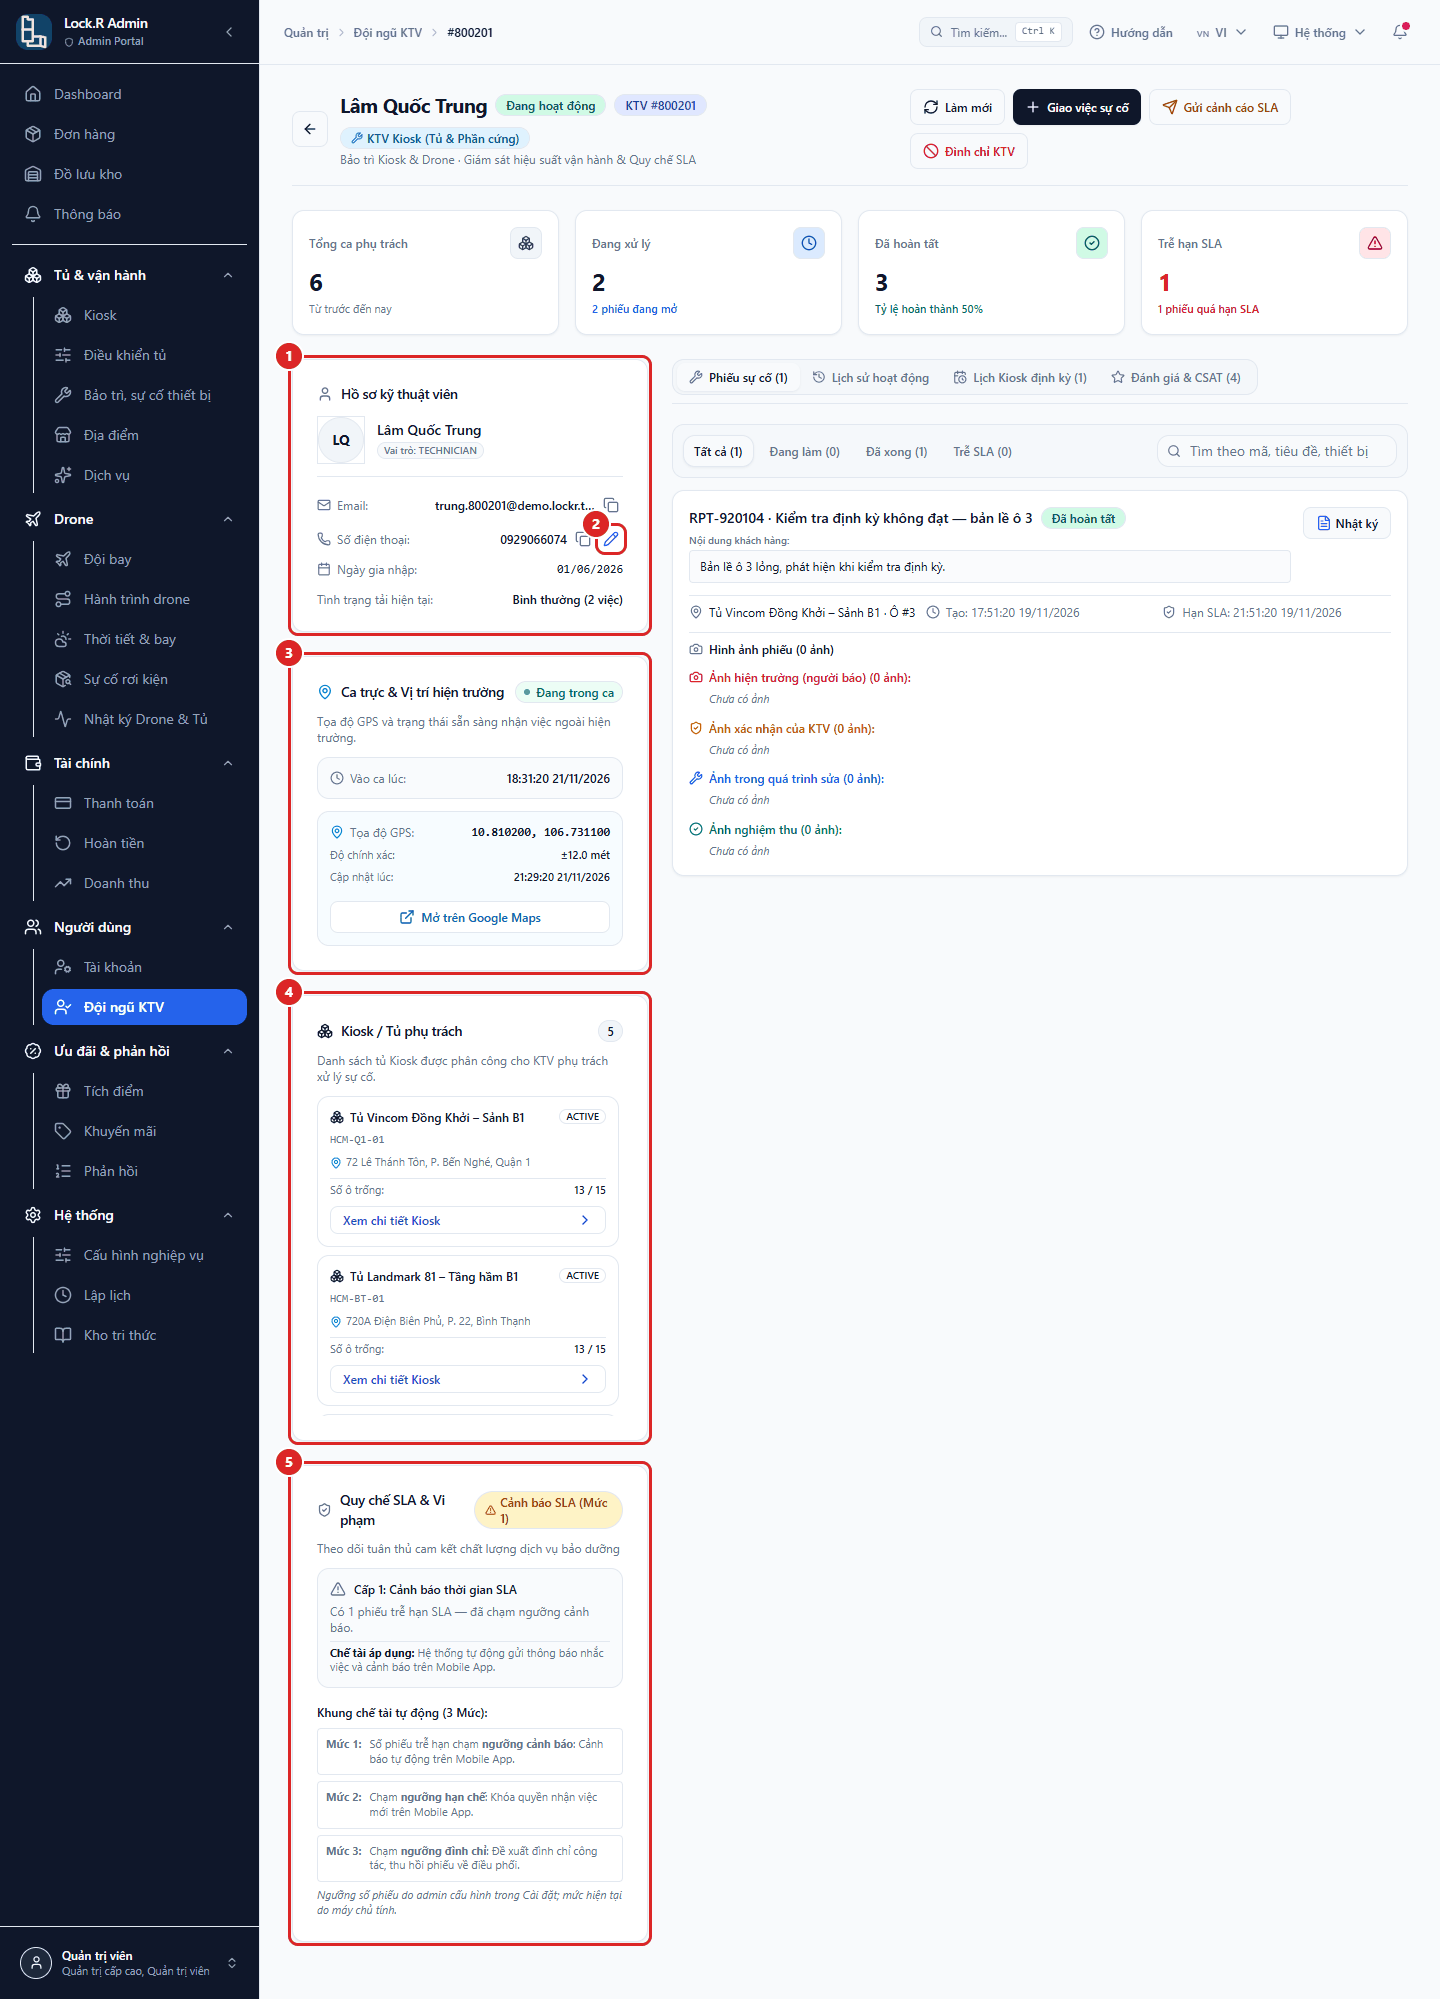 Lock.R Admin
Admin Portal
Dashboard
Đơn hàng
Đồ lưu kho
Thông báo
Tủ & vận hành
Kiosk
Điều khiển tủ
Bảo trì, sự cố thiết bị
Địa điểm
Dịch vụ
Drone
Đội bay
Hành trình drone
Thời tiết & bay
Sự cố rơi kiện
Nhật ký Drone & Tủ
Tài chính
Thanh toán
Hoàn tiền
Doanh thu
Người dùng
Tài khoản
Đội ngũ KTV
Ưu đãi & phản hồi
Tích điểm
Khuyến mãi
Phản hồi
Hệ thống
Cấu hình nghiệp vụ
Lập lịch
Kho tri thức
Quản trị viên
Quản trị cấp cao, Quản trị viên
Quản trị > Đội ngũ KTV > #800201
Tìm kiếm... Ctrl K
Hướng dẫn
VN VI
Hệ thống
Lâm Quốc Trung Đang hoạt động KTV #800201
KTV Kiosk (Tủ & Phần cứng)
Bảo trì Kiosk & Drone · Giám sát hiệu suất vận hành & Quy chế SLA
Làm mới
Giao việc sự cố
Gửi cảnh cáo SLA
Đình chỉ KTV
Tổng ca phụ trách
6
Từ trước đến nay
Đang xử lý
2
2 phiếu đang mở
Đã hoàn tất
3
Tỷ lệ hoàn thành 50%
Trễ hạn SLA
1
1 phiếu quá hạn SLA
1
Hồ sơ kỹ thuật viên
LQ
Lâm Quốc Trung
Vai trò: TECHNICIAN
Email: trung.800201@demo.lockr.t...
2
Số điện thoại: 0929066074
Ngày gia nhập: 01/06/2026
Tình trạng tải hiện tại: Bình thường (2 việc)
3
Ca trực & Vị trí hiện trường Đang trong ca
Tọa độ GPS và trạng thái sẵn sàng nhận việc ngoài hiện
trường.
Vào ca lúc: 18:31:20 21/11/2026
Tọa độ GPS: 10.810200, 106.731100
Độ chính xác: ±12.0 mét
Cập nhật lúc: 21:29:20 21/11/2026
Mở trên Google Maps
4
Kiosk / Tủ phụ trách 5
Danh sách tủ Kiosk được phân công cho KTV phụ trách
xử lý sự cố.
Tủ Vincom Đồng Khởi – Sảnh B1 ACTIVE
HCM-Q1-01
72 Lê Thánh Tôn, P. Bến Nghé, Quận 1
Số ô trống: 13 / 15
Xem chi tiết Kiosk
Tủ Landmark 81 – Tầng hầm B1 ACTIVE
HCM-BT-01
720A Điện Biên Phủ, P. 22, Bình Thạnh
Số ô trống: 13 / 15
Xem chi tiết Kiosk
5
Quy chế SLA & Vi
phạm
Cảnh báo SLA (Mức
1)
Theo dõi tuân thủ cam kết chất lượng dịch vụ bảo dưỡng
Cấp 1: Cảnh báo thời gian SLA
Có 1 phiếu trễ hạn SLA — đã chạm ngưỡng cảnh
báo.
Chế tài áp dụng: Hệ thống tự động gửi thông báo nhắc
việc và cảnh báo trên Mobile App.
Khung chế tài tự động (3 Mức):
Mức 1: Số phiếu trễ hạn chạm ngưỡng cảnh báo: Cảnh
báo tự động trên Mobile App.
Mức 2: Chạm ngưỡng hạn chế: Khóa quyền nhận việc
mới trên Mobile App.
Mức 3: Chạm ngưỡng đình chỉ: Đề xuất đình chỉ công
tác, thu hồi phiếu về điều phối.
Ngưỡng số phiếu do admin cấu hình trong Cài đặt; mức hiện tại
do máy chủ tính.
Phiếu sự cố (1)
Lịch sử hoạt động
Lịch Kiosk định kỳ (1)
Đánh giá & CSAT (4)
Tất cả (1)
Đang làm (0)
Đã xong (1)
Trễ SLA (0)
Tìm theo mã, tiêu đề, thiết bị
RPT-920104 · Kiểm tra định kỳ không đạt — bản lề ô 3 Đã hoàn tất
Nhật ký
Nội dung khách hàng:
Bản lề ô 3 lỏng, phát hiện khi kiểm tra định kỳ.
Tủ Vincom Đồng Khởi – Sảnh B1 · Ô #3
Tạo: 17:51:20 19/11/2026
Hạn SLA: 21:51:20 19/11/2026
Hình ảnh phiếu (0 ảnh)
Ảnh hiện trường (người báo) (0 ảnh):
Chưa có ảnh
Ảnh xác nhận của KTV (0 ảnh):
Chưa có ảnh
Ảnh trong quá trình sửa (0 ảnh):
Chưa có ảnh
Ảnh nghiệm thu (0 ảnh):
Chưa có ảnh